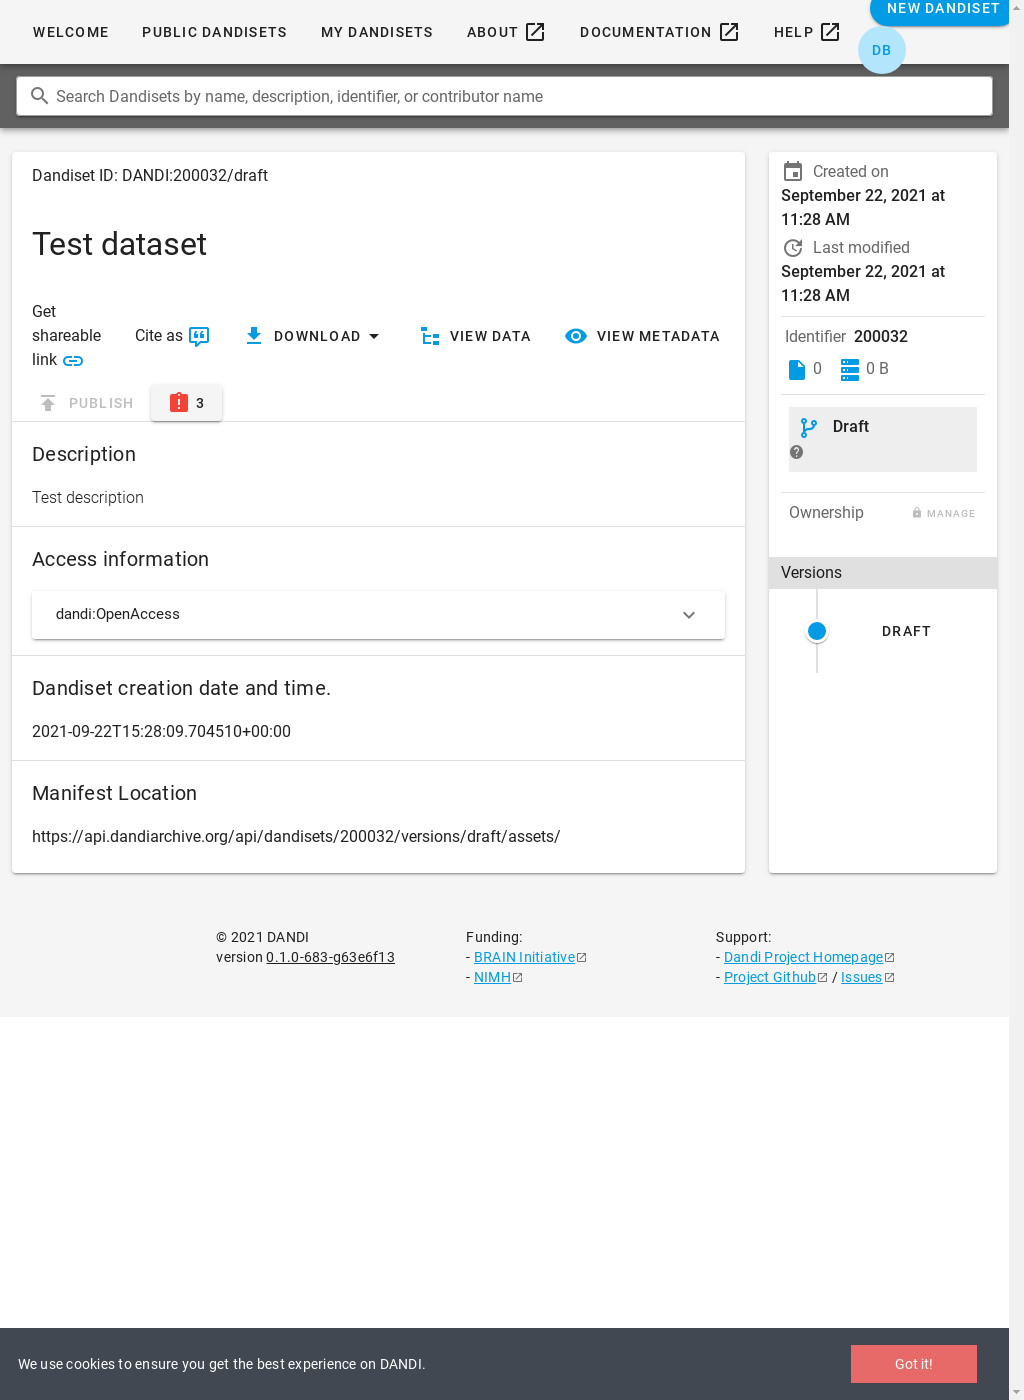 WELCOME PUBLIC DANDISETS MY DANDISETS ABOUT DOCUMENTATION HELP NEW DANDISET
DB
Search Dandisets by name, description, identifier, or contributor name
Dandiset ID: DANDI:200032/draft
Test dataset
Get shareable link
Cite as
DOWNLOAD
VIEW DATA
VIEW METADATA
PUBLISH
3
Description
Test description
Access information
dandi:OpenAccess
Dandiset creation date and time.
2021-09-22T15:28:09.704510+00:00
Manifest Location
https://api.dandiarchive.org/api/dandisets/200032/versions/draft/assets/
Created on
September 22, 2021 at
11:28 AM
Last modified
September 22, 2021 at
11:28 AM
Identifier 200032
0 0 B
Draft
Ownership MANAGE
Versions
DRAFT
© 2021 DANDI
version 0.1.0-683-g63e6f13
Funding:
- BRAIN Initiative
- NIMH
Support:
- Dandi Project Homepage
- Project Github / Issues
We use cookies to ensure you get the best experience on DANDI.
Got it!